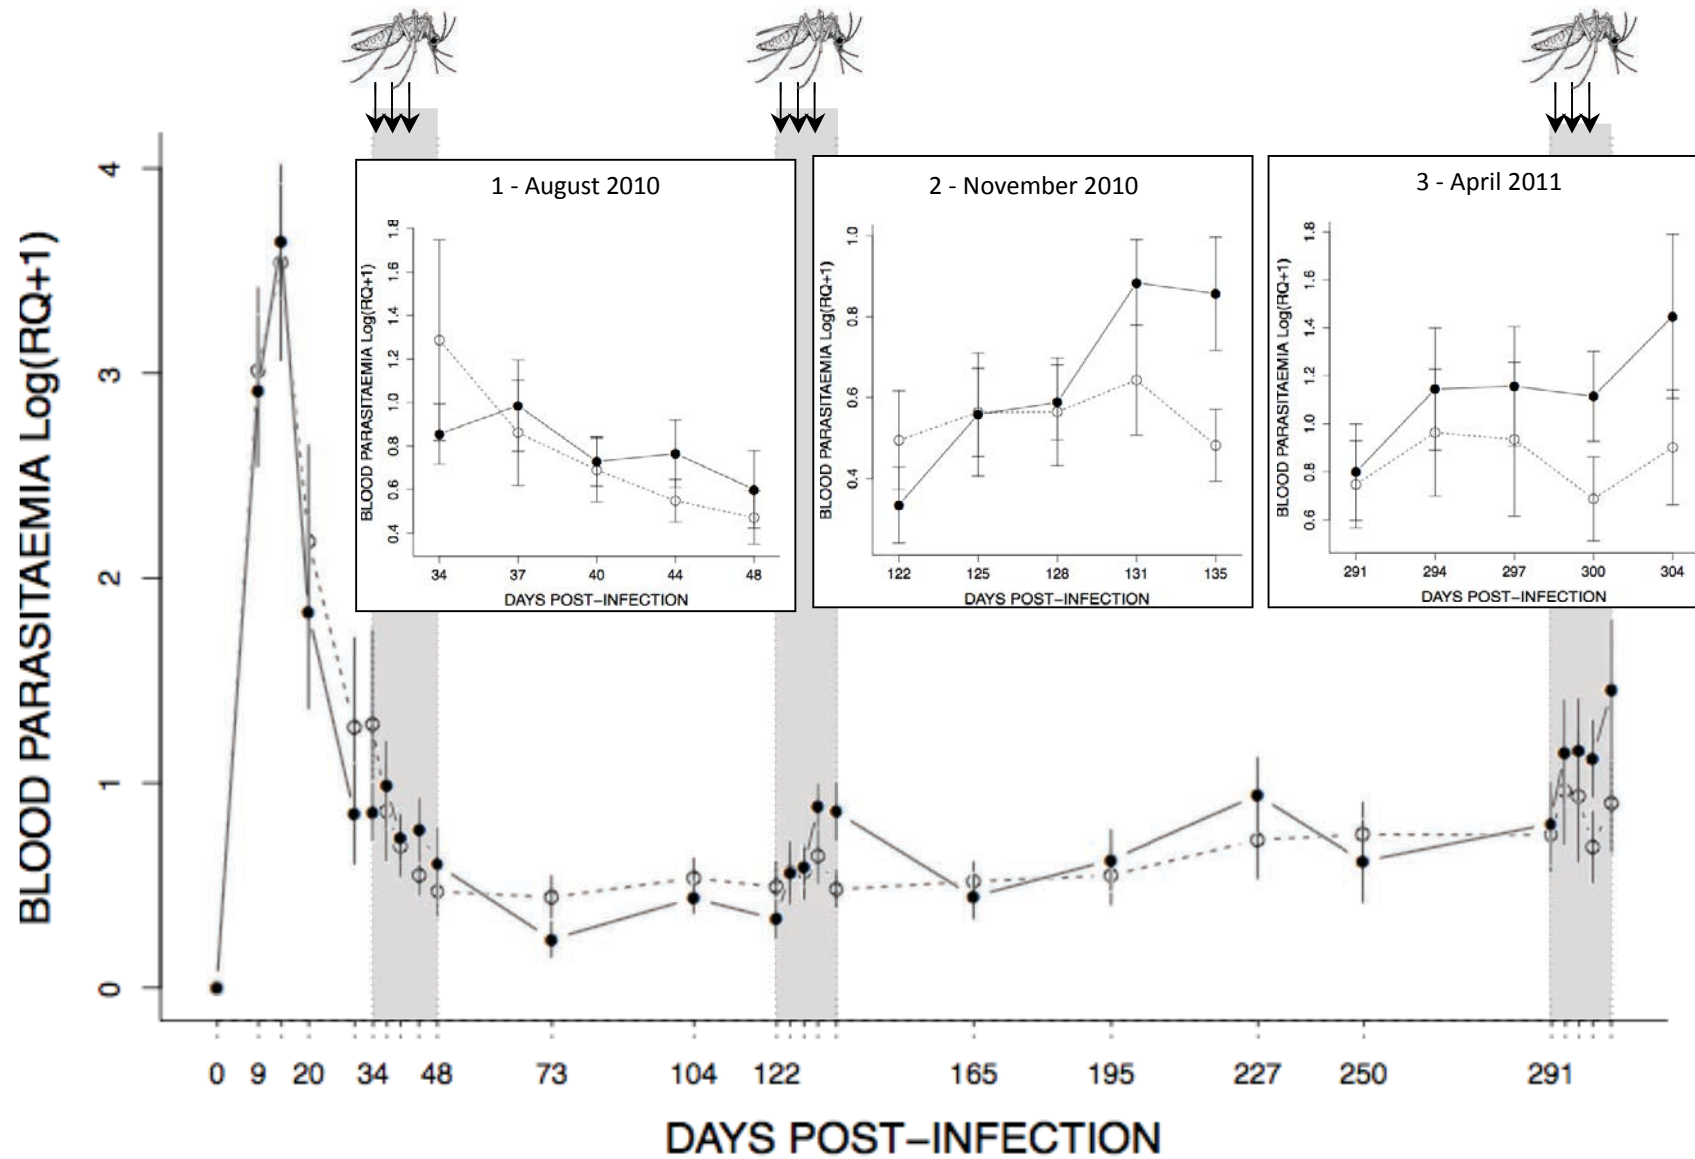 1 - August 2010
BLOOD PARASITAEMIA Log(RQ+1)
1.8
1.6
1.4
1.2
1.0
0.8
0.6
0.4
34 37 40 44 48
DAYS POST–INFECTION
2 - November 2010
BLOOD PARASITAEMIA Log(RQ+1)
1.0
0.8
0.6
0.4
122 125 128 131 135
DAYS POST–INFECTION
3 - April 2011
BLOOD PARASITAEMIA Log(RQ+1)
1.8
1.6
1.4
1.2
1.0
0.8
0.6
291 294 297 300 304
DAYS POST–INFECTION
BLOOD PARASITAEMIA Log(RQ+1)
4
3
2
1
0
0 9 20 34 48 73 104 122 165 195 227 250 291
DAYS POST–INFECTION